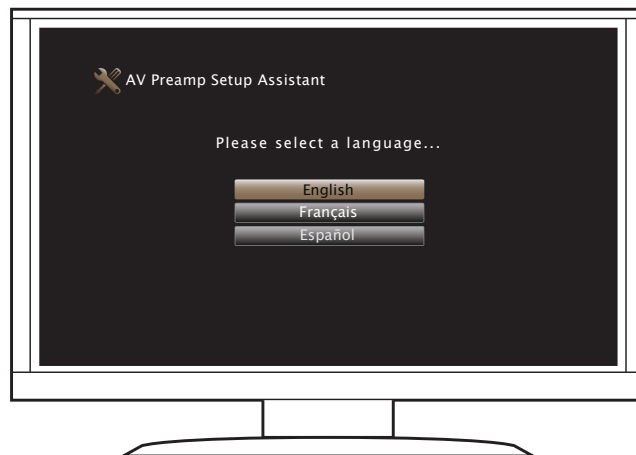 AV Preamp Setup Assistant
Please select a language...
English
Français
Español